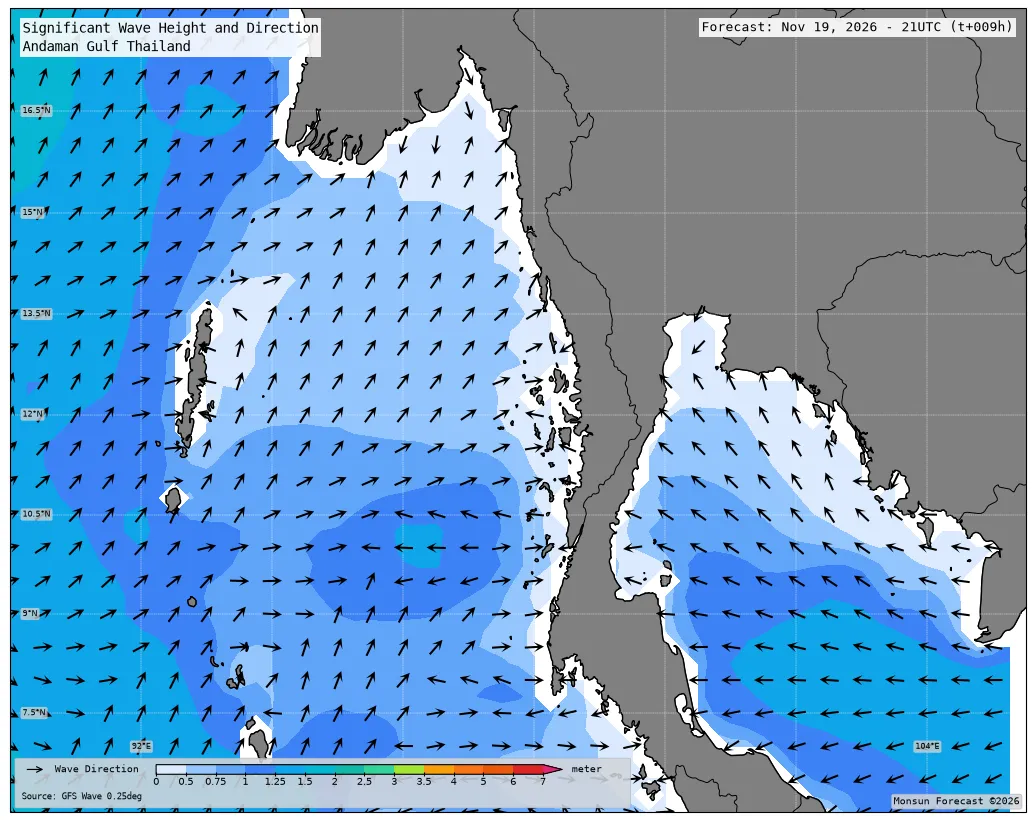 Significant Wave Height and Direction
Andaman Gulf Thailand
Forecast: Nov 19, 2026 - 21UTC (t+009h)
16.5°N
15°N
13.5°N
12°N
10.5°N
9°N
7.5°N
92°E
104°E
Wave Direction
0.5 0.75 1 1.25 1.5 2 2.5 3 3.5 4 5 6 7
meter
Source: GFS Wave 0.25deg
Monsun Forecast ©2026